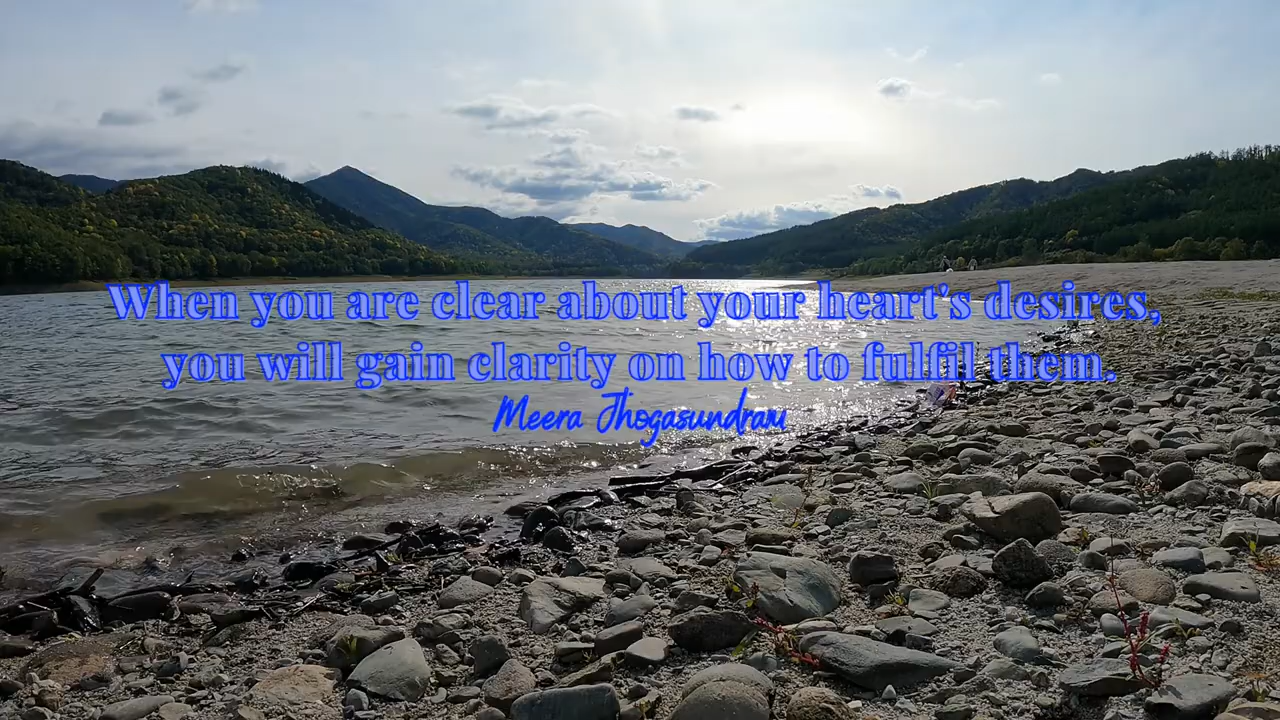 When you are clear about your heart's desires,
you will gain clarity on how to fulfil them.
Meera Jhogasundram